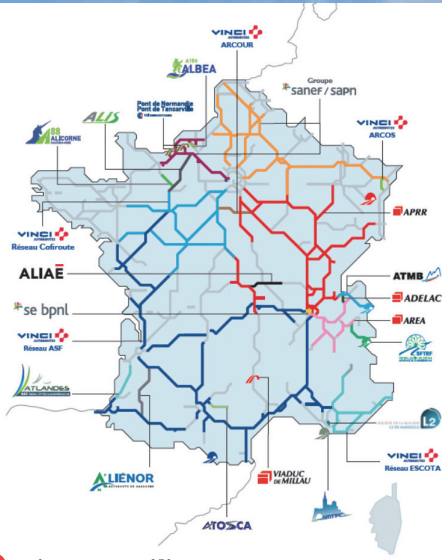 VINCI
AUTOROUTES
ARCOUR
A150
ALBEA
Groupe
sanef / sapn
Pont de Normandie
Pont de Tancarville
ALIS
A88
ALICORNE
VINCI
AUTOROUTES
ARCOS
APRR
VINCI
AUTOROUTES
Réseau Cofiroute
ALIAE
ATMB
ADELAC
se bpnl
AREA
VINCI
AUTOROUTES
Réseau ASF
SFTRF
ATLANDES
L2
A'LIÉNOR
VIADUC
DE MILLAU
VINCI
AUTOROUTES
Réseau ESCOTA
ATOSCA